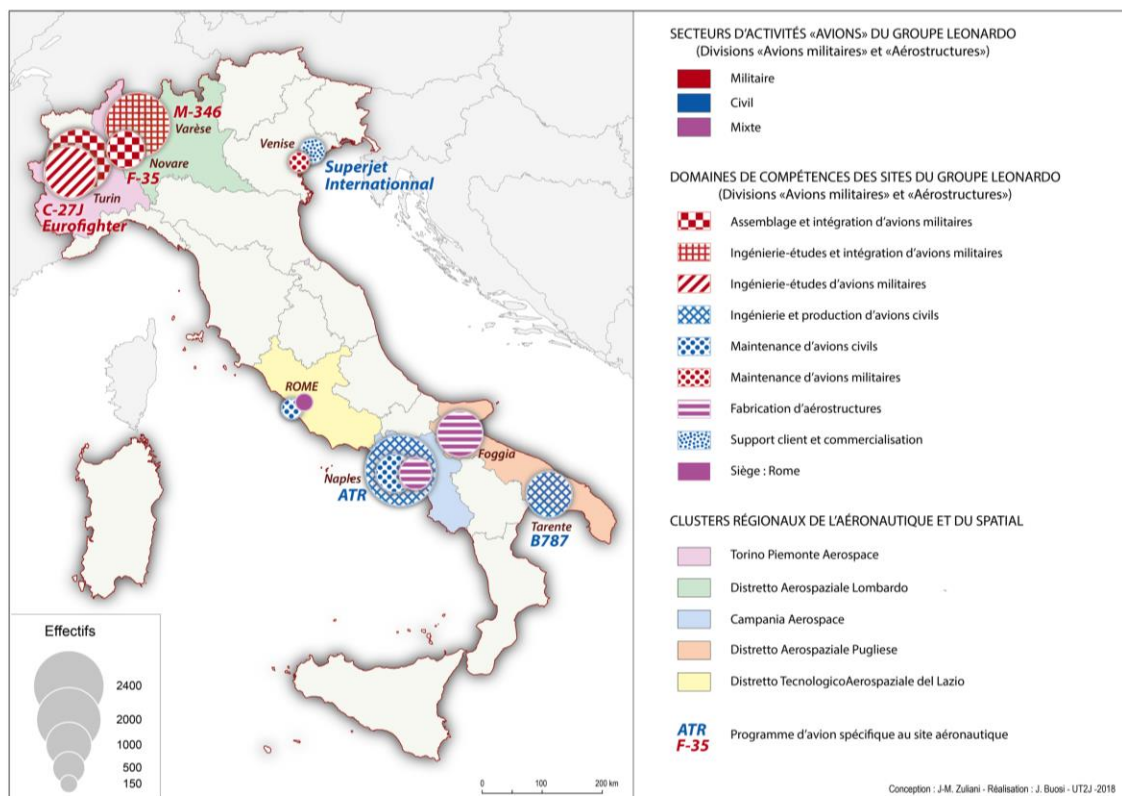 M-346
Varèse
Novare
F-35
Turin
C-27J
Eurofighter
Venise
Superjet
Internationnal
ROME
Naples
ATR
Foggia
Tarente
B787
Effectifs
2400
2000
1000
500
150
0 100 200 km
SECTEURS D'ACTIVITÉS «AVIONS» DU GROUPE LEONARDO
(Divisions «Avions militaires» et «Aérostructures»)
Militaire
Civil
Mixte
DOMAINES DE COMPÉTENCES DES SITES DU GROUPE LEONARDO
(Divisions «Avions militaires» et «Aérostructures»)
Assemblage et intégration d'avions militaires
Ingénierie-études et intégration d'avions militaires
Ingénierie-études d'avions militaires
Ingénierie et production d'avions civils
Maintenance d'avions civils
Maintenance d'avions militaires
Fabrication d'aérostructures
Support client et commercialisation
Siège : Rome
CLUSTERS RÉGIONAUX DE L'AÉRONAUTIQUE ET DU SPATIAL
Torino Piemonte Aerospace
Distretto Aerospaziale Lombardo
Campania Aerospace
Distretto Aerospaziale Pugliese
Distretto TecnologicoAerospaziale del Lazio
ATR
F-35
Programme d'avion spécifique au site aéronautique
Conception : J-M. Zuliani - Réalisation : J. Buosi - UT2J -2018